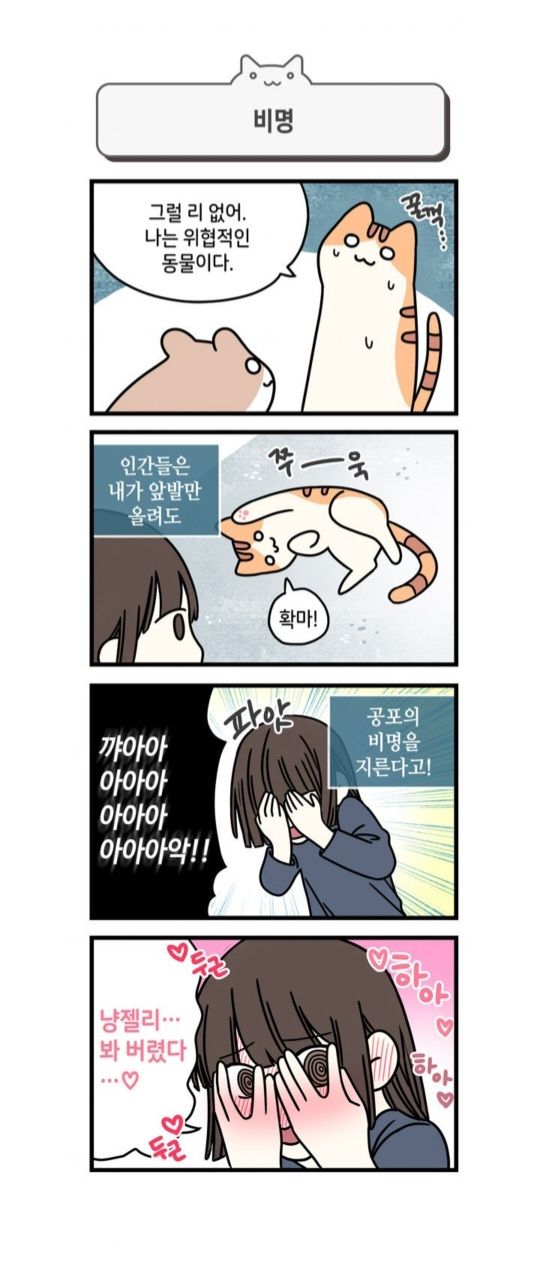 비명
그럴 리 없어.
나는 위협적인
동물이다.
꼴깍...
인간들은
내가 앞발만
올려도
쭈—욱
확마!
파앗
공포의
비명을
지른다고!
꺄아아
아아아
아아아
아아아악!!
두근
하아
냥젤리…
봐 버렸다
…♡
하아
두근